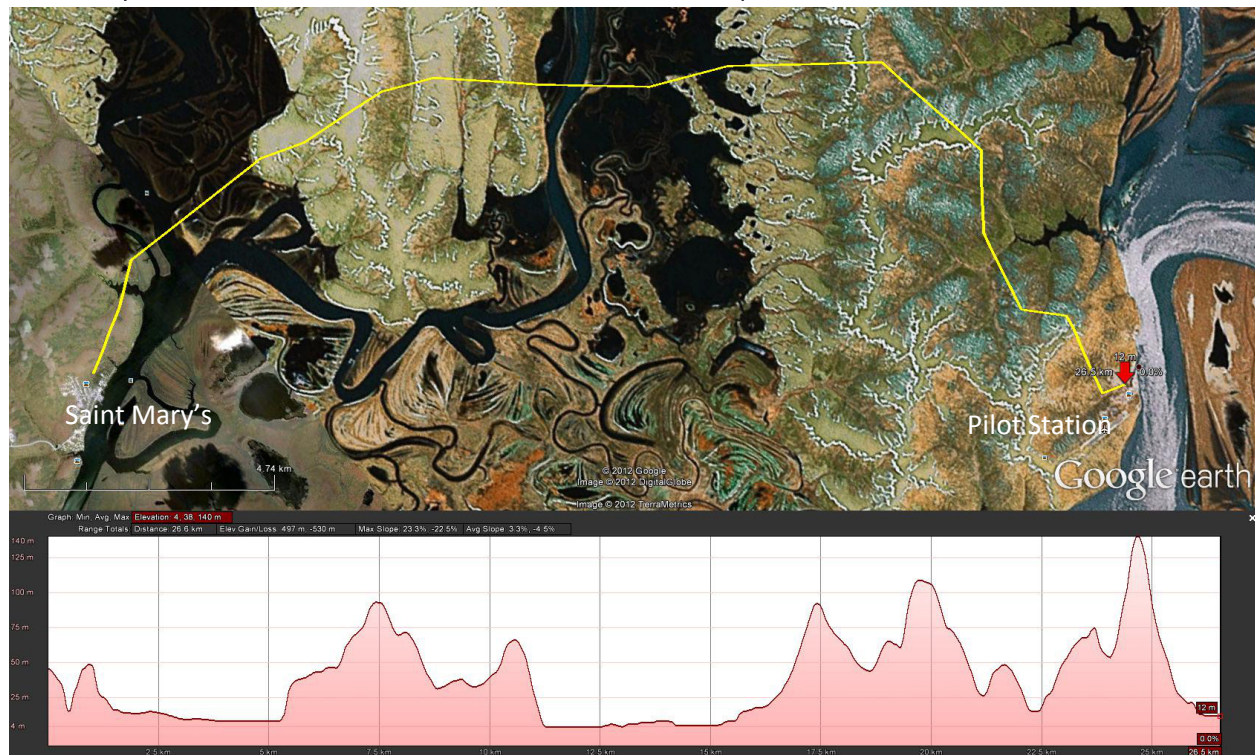 12 m
26.5 km 0.4%
Saint Mary's
Pilot Station
4.74 km
© 2012 Google
Image © 2012 DigitalGlobe
Image © 2012 TerraMetrics
Google earth
Graph: Min, Avg, Max Elevation: 4, 38, 140 m
Range Totals: Distance: 26.6 km Elev Gain/Loss: 497 m, -530 m Max Slope: 23.3%, -22.5% Avg Slope: 3.3%, -4.5%
140 m
125 m
100 m
75 m
50 m
25 m
12 m
4 m
0.0%
2.5 km 5 km 7.5 km 10 km 12.5 km 15 km 17.5 km 20 km 22.5 km 25 km 26.5 km